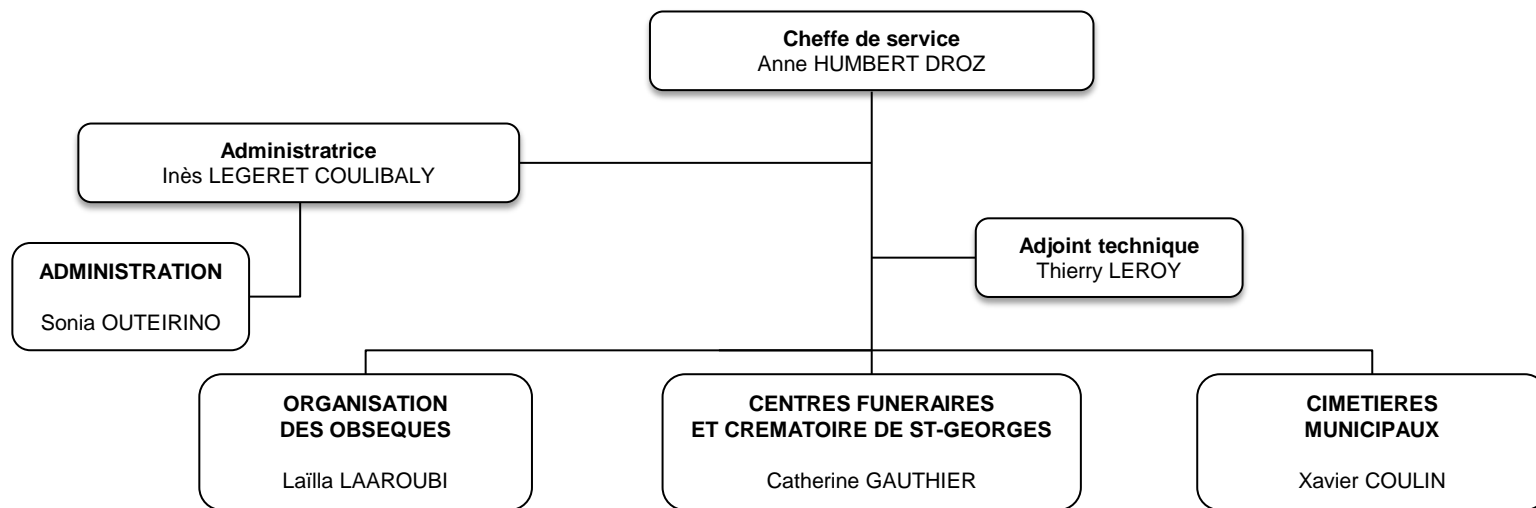 Cheffe de service
Anne HUMBERT DROZ
Administratrice
Inès LEGERET COULIBALY
Adjoint technique
Thierry LEROY
ADMINISTRATION
Sonia OUTEIRINO
ORGANISATION
DES OBSEQUES
Laïlla LAAROUBI
CENTRES FUNERAIRES
ET CREMATOIRE DE ST-GEORGES
Catherine GAUTHIER
CIMETIERES
MUNICIPAUX
Xavier COULIN